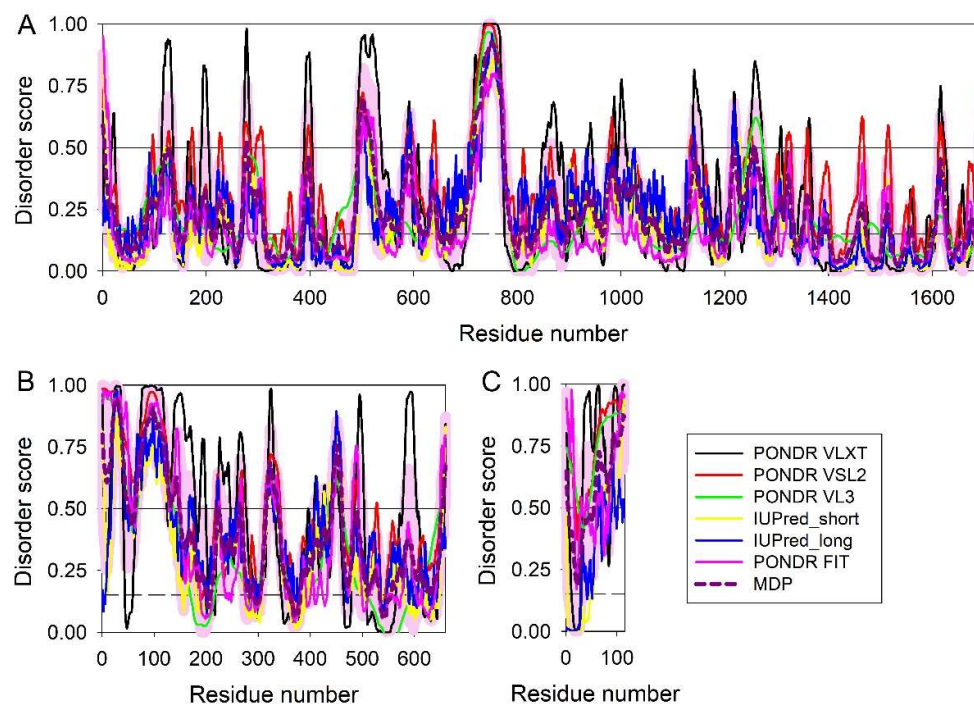 A
Disorder score
1.00
0.75
0.50
0.25
0.00
0 200 400 600 800 1000 1200 1400 1600
Residue number
B
Disorder score
1.00
0.75
0.50
0.25
0.00
0 100 200 300 400 500 600
Residue number
C
Disorder score
1.00
0.75
0.50
0.25
0.00
0 100
Residue number
PONDR VLXT
PONDR VSL2
PONDR VL3
IUPred_short
IUPred_long
PONDR FIT
MDP